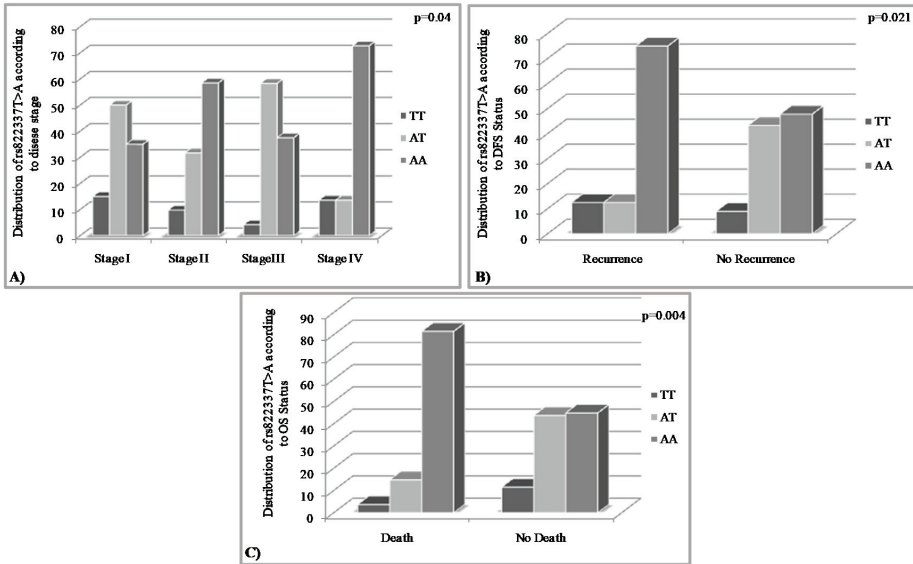 p=0.04
Distribution of rs822337T>A according
to disese stage
80
70
60
50
40
30
20
10
0
TT
AT
AA
Stage I
Stage II
StageIII
Stage IV
A)
p=0.021
Distribution of rs822337T>A according
to DFS Status
80
70
60
50
40
30
20
10
0
TT
AT
AA
Recurrence
No Recurrence
B)
p=0.004
Distribution of rs822337T>A according
to OS Status
90
80
70
60
50
40
30
20
10
0
TT
AT
AA
Death
No Death
C)